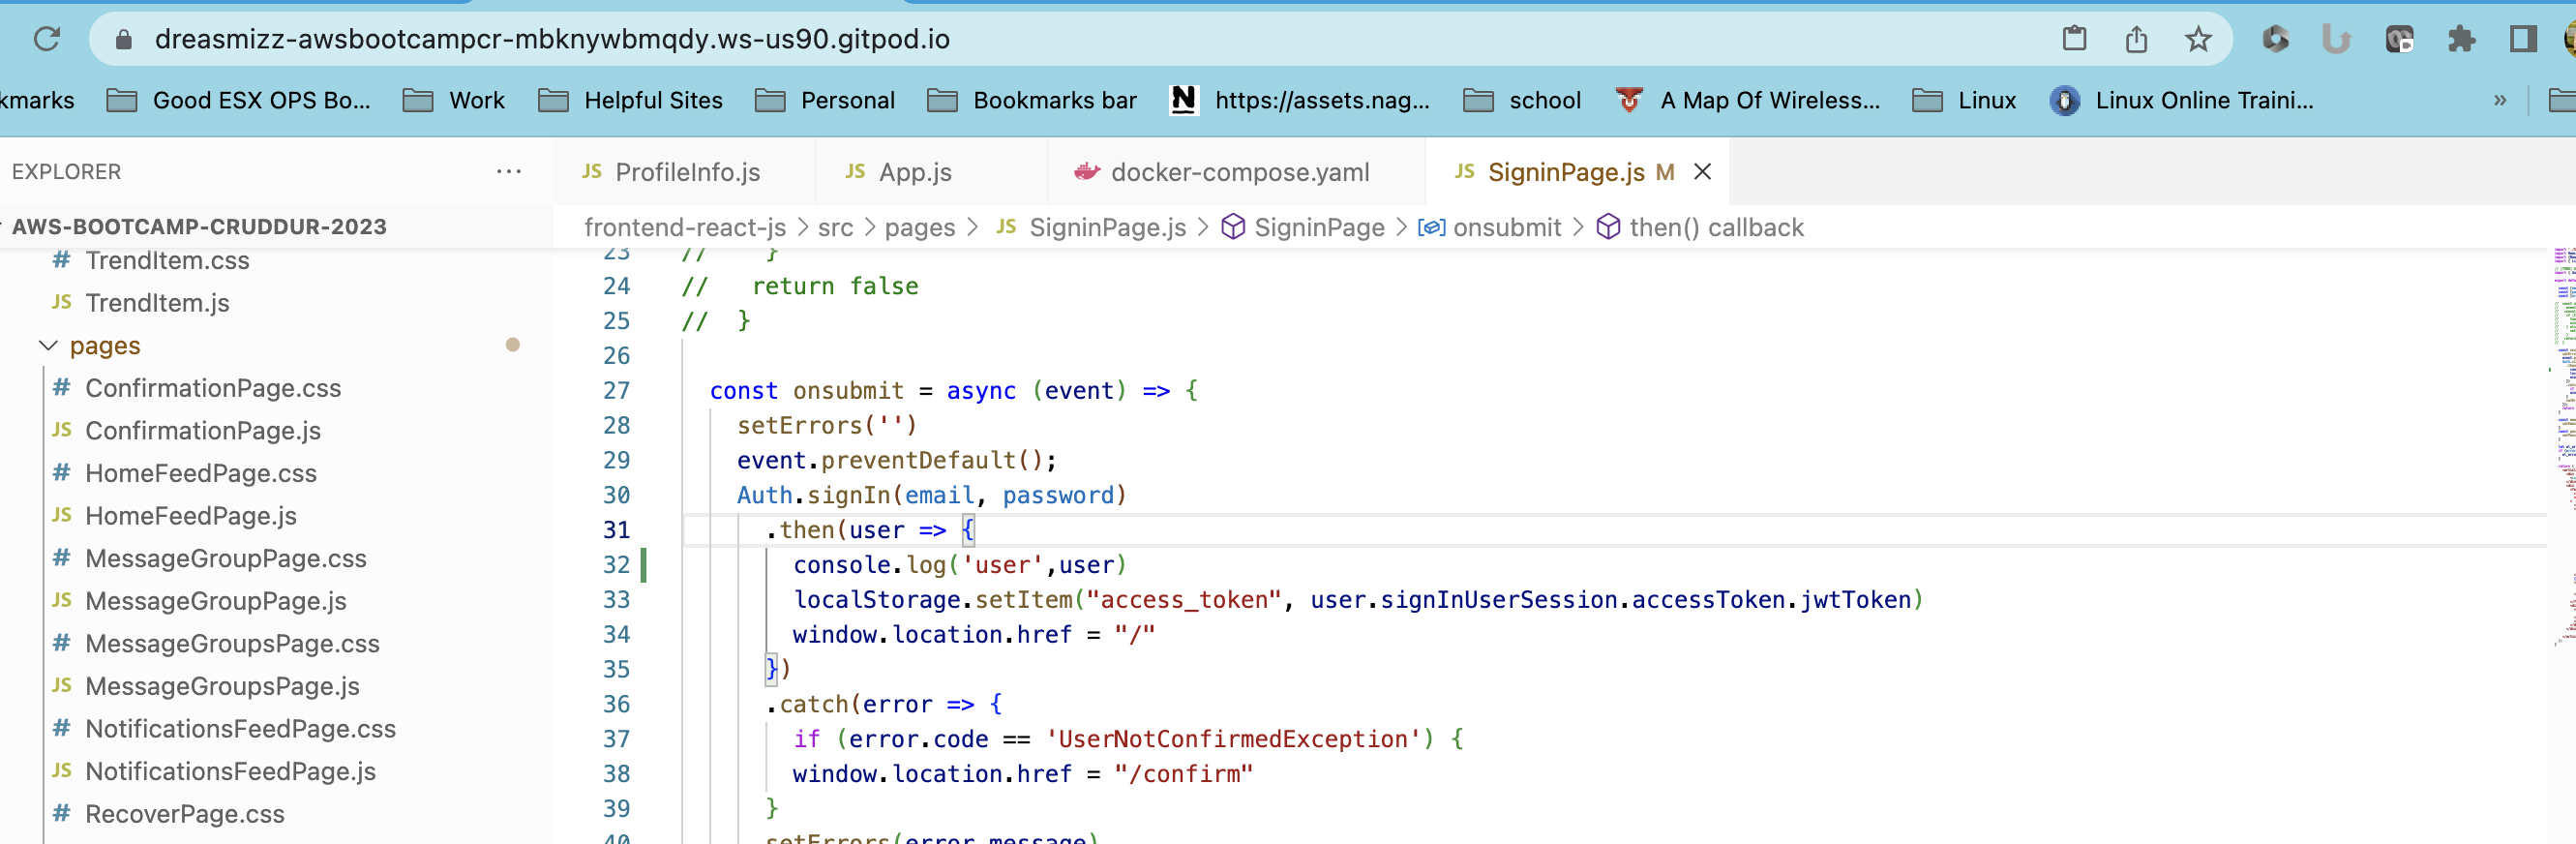 dreasmizz-awsbootcampcr-mbknywbmqdy.ws-us90.gitpod.io
kmarks Good ESX OPS Bo... Work Helpful Sites Personal Bookmarks bar N https://assets.nag... school A Map Of Wireless... Linux Linux Online Traini... »
EXPLORER ...
JS ProfileInfo.js JS App.js docker-compose.yaml JS SigninPage.js M
AWS-BOOTCAMP-CRUDDUR-2023
frontend-react-js > src > pages > JS SigninPage.js > SigninPage > onsubmit > then() callback
# TrendItem.css
JS TrendItem.js
pages
# ConfirmationPage.css
JS ConfirmationPage.js
# HomeFeedPage.css
JS HomeFeedPage.js
# MessageGroupPage.css
JS MessageGroupPage.js
# MessageGroupsPage.css
JS MessageGroupsPage.js
# NotificationsFeedPage.css
JS NotificationsFeedPage.js
# RecoverPage.css
23 // }
24 // return false
25 // }
26
27 const onsubmit = async (event) => {
28 setErrors('')
29 event.preventDefault();
30 Auth.signIn(email, password)
31 .then(user => {
32 console.log('user',user)
33 localStorage.setItem("access_token", user.signInUserSession.accessToken.jwtToken)
34 window.location.href = "/"
35 })
36 .catch(error => {
37 if (error.code == 'UserNotConfirmedException') {
38 window.location.href = "/confirm"
39 }
40 setErrors(error.message)